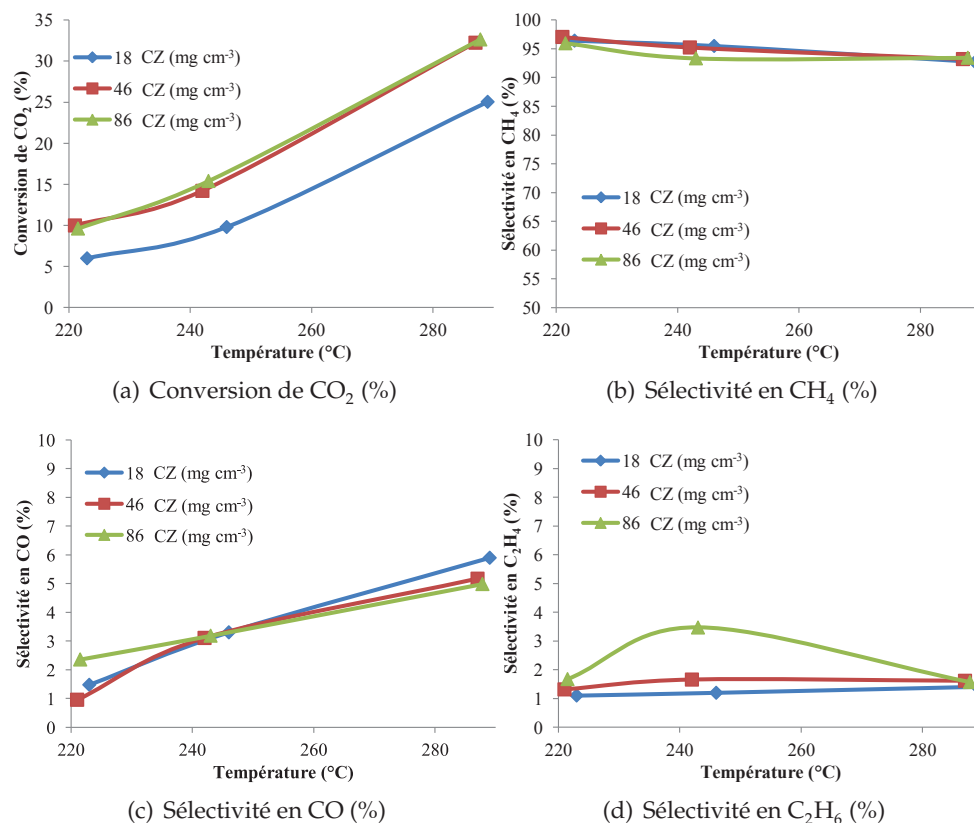 Conversion de CO₂ (%)
35
30
25
20
15
10
5
0
18 CZ (mg cm⁻³)
46 CZ (mg cm⁻³)
86 CZ (mg cm⁻³)
220 240 260 280
Température (°C)
(a) Conversion de CO₂ (%)
Sélectivité en CH₄ (%)
100
95
90
85
80
75
70
65
60
55
50
18 CZ (mg cm⁻³)
46 CZ (mg cm⁻³)
86 CZ (mg cm⁻³)
220 240 260 280
Température (°C)
(b) Sélectivité en CH₄ (%)
Sélectivité en CO (%)
10
9
8
7
6
5
4
3
2
1
0
18 CZ (mg cm⁻³)
46 CZ (mg cm⁻³)
86 CZ (mg cm⁻³)
220 240 260 280
Température (°C)
(c) Sélectivité en CO (%)
Sélectivité en C₂H₄ (%)
10
9
8
7
6
5
4
3
2
1
0
18 CZ (mg cm⁻³)
46 CZ (mg cm⁻³)
86 CZ (mg cm⁻³)
220 240 260 280
Température (°C)
(d) Sélectivité en C₂H₆ (%)